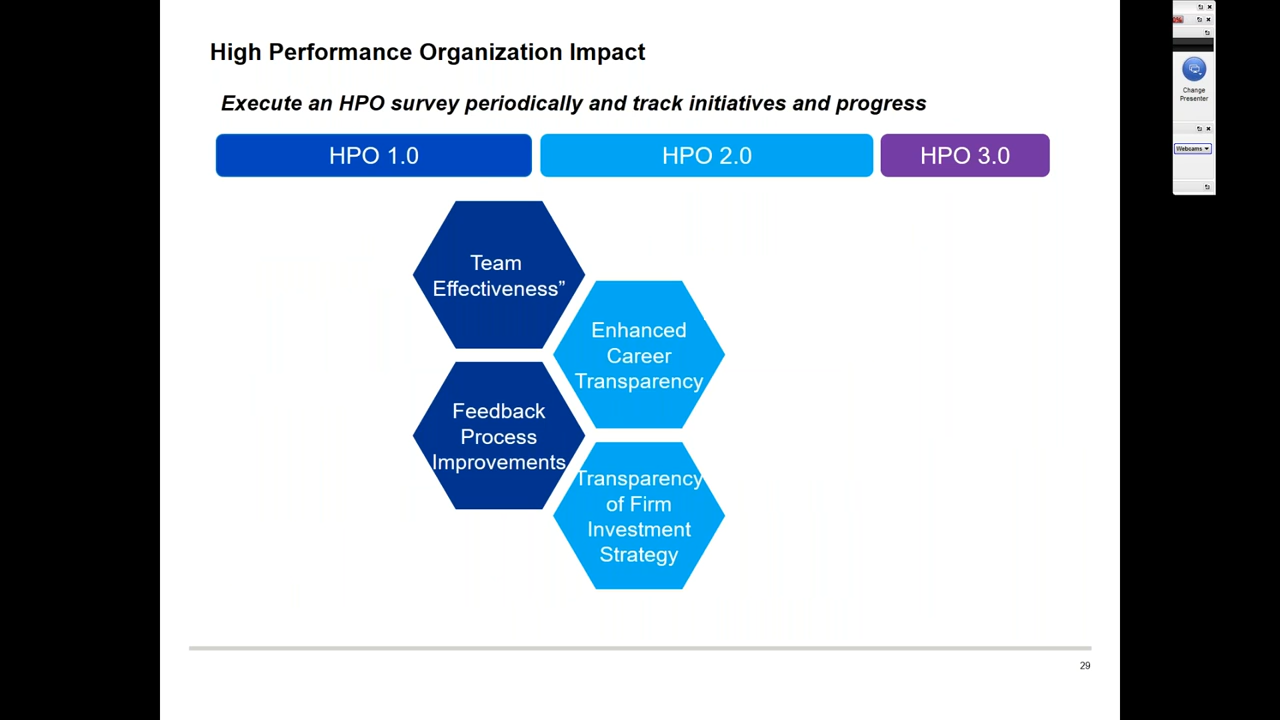 High Performance Organization Impact
Execute an HPO survey periodically and track initiatives and progress
HPO 1.0
HPO 2.0
HPO 3.0
Team
Effectiveness”
Enhanced
Career
Transparency
Feedback
Process
Improvements
Transparency
of Firm
Investment
Strategy
29
Change
Presenter
Webcams